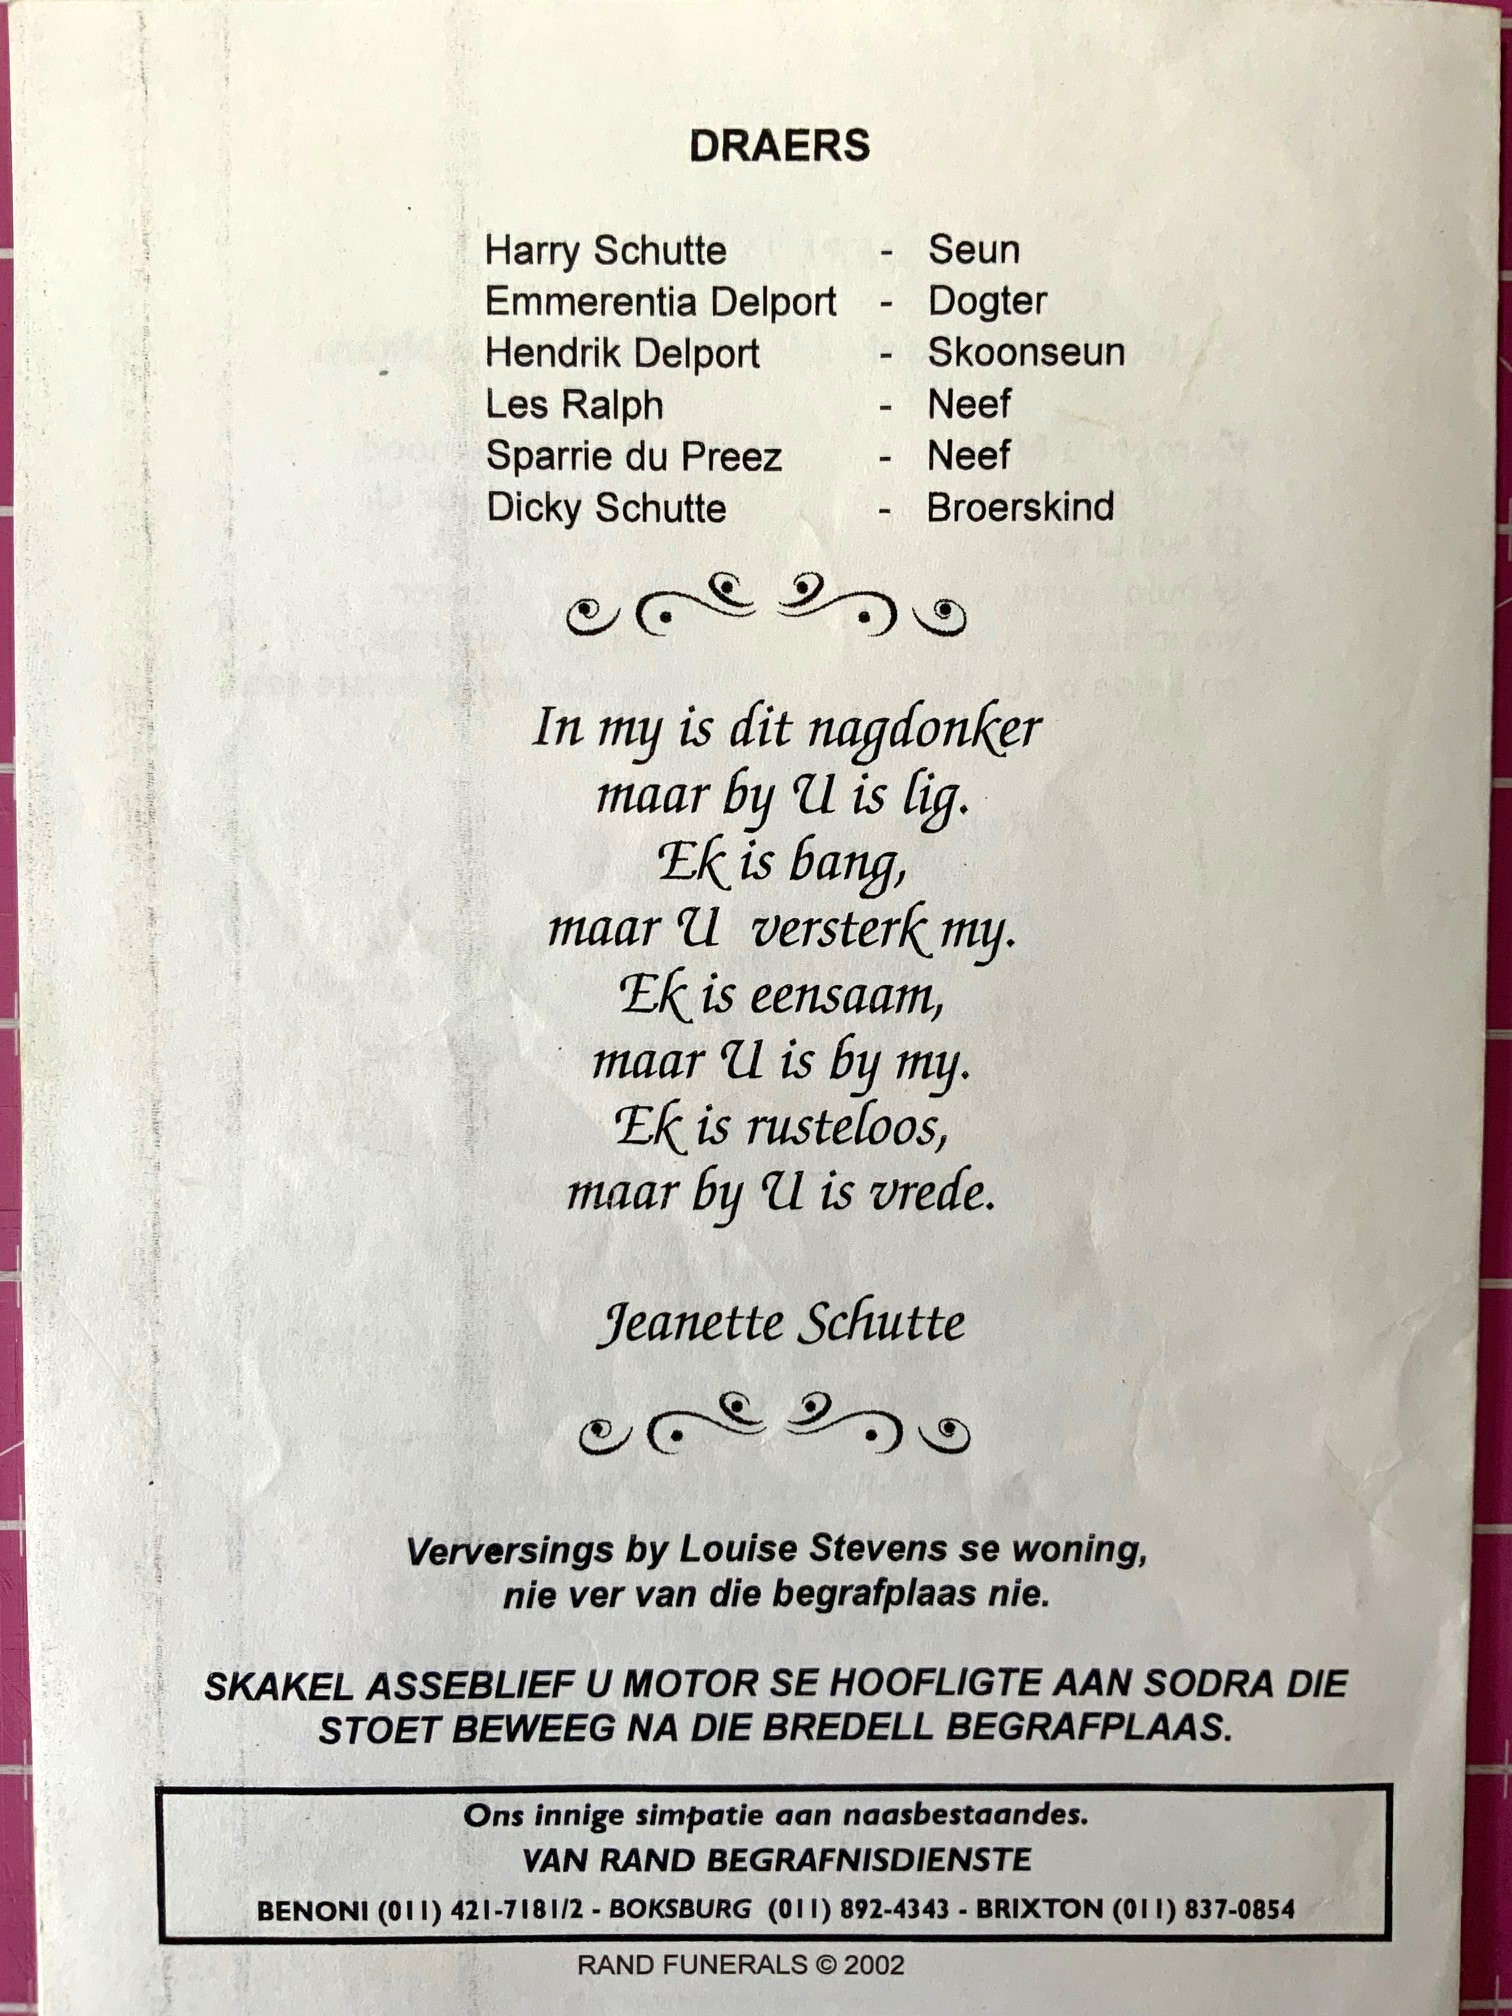 DRAERS
Harry Schutte - Seun
Emmerentia Delport - Dogter
Hendrik Delport - Skoonseun
Les Ralph - Neef
Sparrie du Preez - Neef
Dicky Schutte - Broerskind
In my is dit nagdonker
maar by U is lig.
Ek is bang,
maar U versterk my.
Ek is eensaam,
maar U is by my.
Ek is rusteloos,
maar by U is vrede.
Jeanette Schutte
Verversings by Louise Stevens se woning,
nie ver van die begrafplaas nie.
SKAKEL ASSEBLIEF U MOTOR SE HOOFLIGTE AAN SODRA DIE
STOET BEWEEG NA DIE BREDELL BEGRAFPLAAS.
Ons innige simpatie aan naasbestaandes.
VAN RAND BEGRAFNISDIENSTE
BENONI (011) 421-7181/2 - BOKSBURG (011) 892-4343 - BRIXTON (011) 837-0854
RAND FUNERALS © 2002